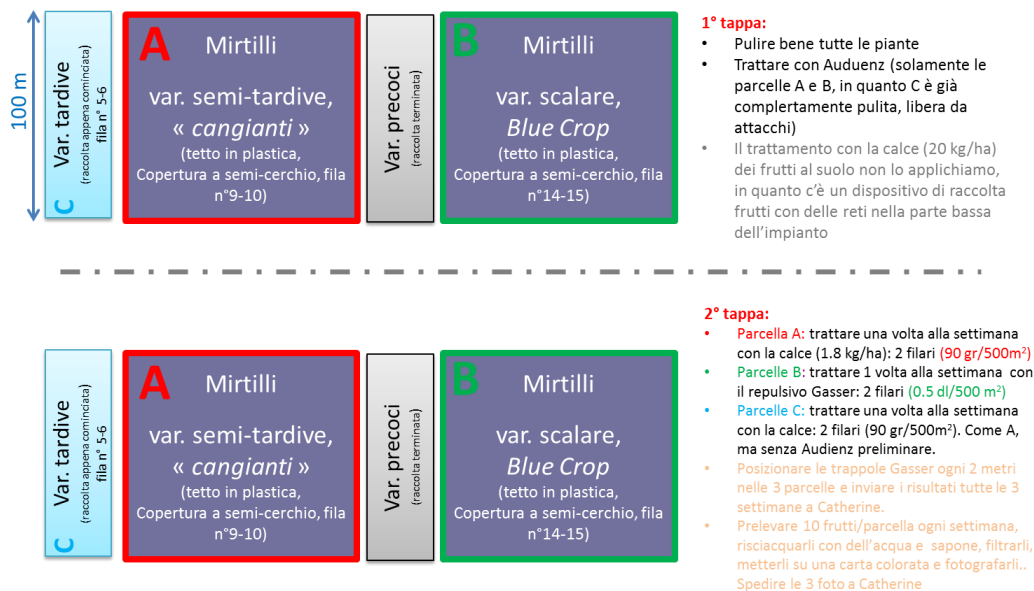 100 m
Var. tardive
(raccolta appena cominciata)
fila n° 5-6
C
A
Mirtilli
var. semi-tardive,
« cangianti »
(tetto in plastica,
Copertura a semi-cerchio, fila
n°9-10)
Var. precoci
(raccolta terminata)
B
Mirtilli
var. scalare,
Blue Crop
(tetto in plastica,
Copertura a semi-cerchio, fila
n°14-15)
1° tappa:
• Pulire bene tutte le piante
• Trattare con Auduenz (solamente le
parcelle A e B, in quanto C è già
complertamente pulita, libera da
attacchi)
• Il trattamento con la calce (20 kg/ha)
dei frutti al suolo non lo applichiamo,
in quanto c'è un dispositivo di raccolta
frutti con delle reti nella parte bassa
dell'impianto
Var. tardive
(raccolta appena cominciata)
fila n° 5-6
C
A
Mirtilli
var. semi-tardive,
« cangianti »
(tetto in plastica,
Copertura a semi-cerchio, fila
n°9-10)
Var. precoci
(raccolta terminata)
B
Mirtilli
var. scalare,
Blue Crop
(tetto in plastica,
Copertura a semi-cerchio, fila
n°14-15)
2° tappa:
• Parcella A: trattare una volta alla settimana
con la calce (1.8 kg/ha): 2 filari (90 gr/500m²)
• Parcelle B: trattare 1 volta alla settimana con
il repulsivo Gasser: 2 filari (0.5 dl/500 m²)
• Parcelle C: trattare una volta alla settimana
con la calce: 2 filari (90 gr/500m²). Come A,
ma senza Audienz preliminare.
• Posizionare le trappole Gasser ogni 2 metri
nelle 3 parcelle e inviare i risultati tutte le 3
settimane a Catherine.
• Prelevare 10 frutti/parcella ogni settimana,
risciacquarli con dell'acqua e sapone, filtrarli,
metterli su una carta colorata e fotografarli..
Spedire le 3 foto a Catherine